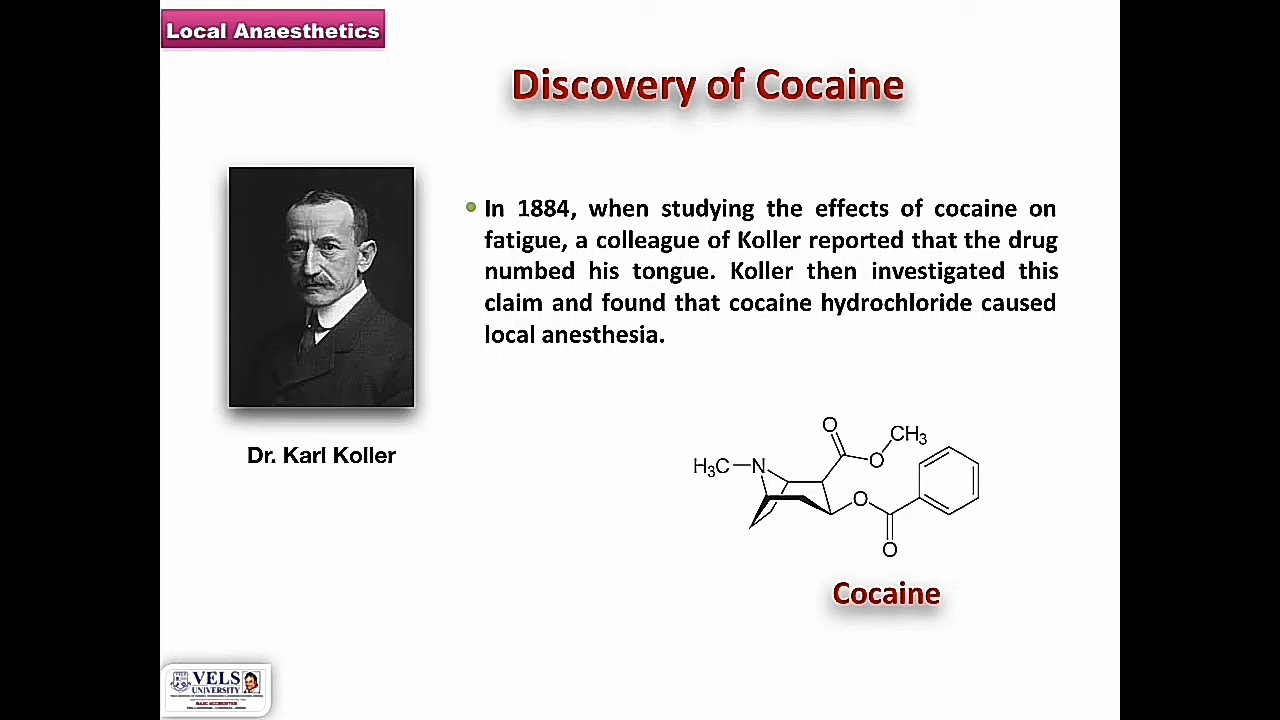 Local Anaesthetics
Discovery of Cocaine
In 1884, when studying the effects of cocaine on
fatigue, a colleague of Koller reported that the drug
numbed his tongue. Koller then investigated this
claim and found that cocaine hydrochloride caused
local anesthesia.
Dr. Karl Koller
O
CH3
H3C
N
O
O
O
Cocaine
VELS
UNIVERSITY